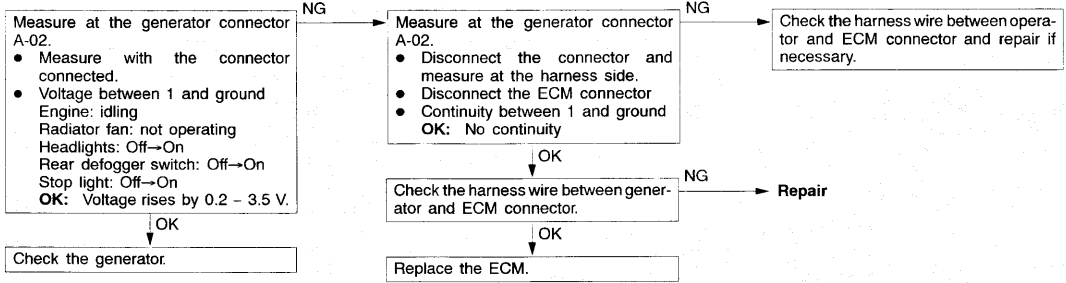 Measure at the generator connector
A-02.
● Measure with the connector
connected.
● Voltage between 1 and ground
Engine: idling
Radiator fan: not operating
Headlights: Off→On
Rear defogger switch: Off→On
Stop light: Off→On
OK: Voltage rises by 0.2 – 3.5 V.
OK
Check the generator.
NG
Measure at the generator connector
A-02.
● Disconnect the connector and
measure at the harness side.
● Disconnect the ECM connector
● Continuity between 1 and ground
OK: No continuity
OK
Check the harness wire between gener-
ator and ECM connector.
OK
Replace the ECM.
NG
Check the harness wire between opera-
tor and ECM connector and repair if
necessary.
NG
Repair